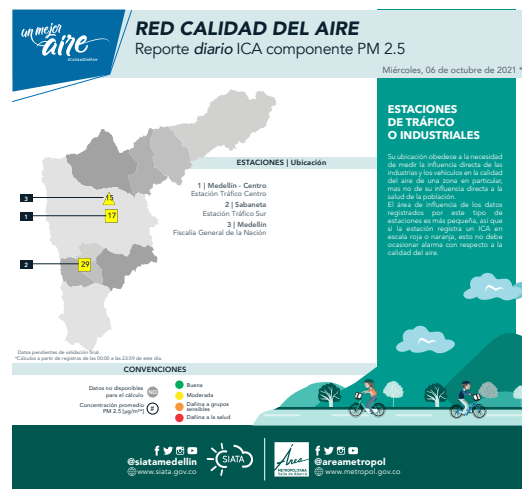 un mejor
aire
#CalidadDelAire
RED CALIDAD DEL AIRE
Reporte diario ICA componente PM 2.5
Miércoles, 06 de octubre de 2021 *
ESTACIONES
DE TRÁFICO
O INDUSTRIALES
Su ubicación obedece a la necesidad
de medir la influencia directa de las
industrias y los vehículos en la calidad
del aire de una zona en particular,
mas no de su influencia directa a la
salud de la población.
El área de influencia de los datos
registrados por este tipo de
estaciones es más pequeña, así que
si la estación registra un ICA en
escala roja o naranja, esto no debe
ocasionar alarma con respecto a la
calidad del aire.
ESTACIONES | Ubicación
1 | Medellín - Centro
Estación Tráfico Centro
2 | Sabaneta
Estación Tráfico Sur
3 | Medellín
Fiscalía General de la Nación
3
15
1
17
2
29
Datos pendientes de validación final.
*Cálculos a partir de registros de las 00:00 a las 23:59 de este día.
CONVENCIONES
Datos no disponibles
para el cálculo
Concentración promedio
PM 2.5 [µg/m³]
#
Buena
Moderada
Dañina a grupos
sensibles
Dañina a la salud
@siatamedellin
www.siata.gov.co
SIATA
Área
METROPOLITANA
Valle de Aburrá
@areametropol
www.metropol.gov.co